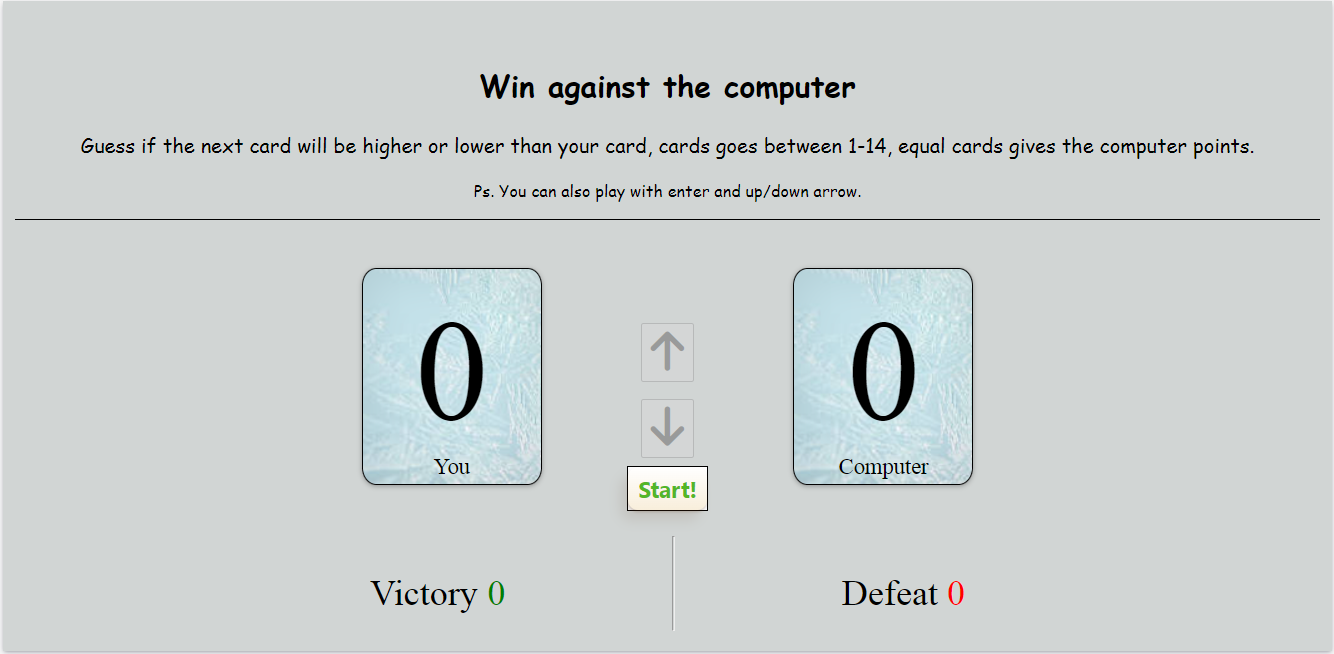 Win against the computer
Guess if the next card will be higher or lower than your card, cards goes between 1-14, equal cards gives the computer points.
Ps. You can also play with enter and up/down arrow.
0
You
0
Computer
Start!
Victory 0
Defeat 0